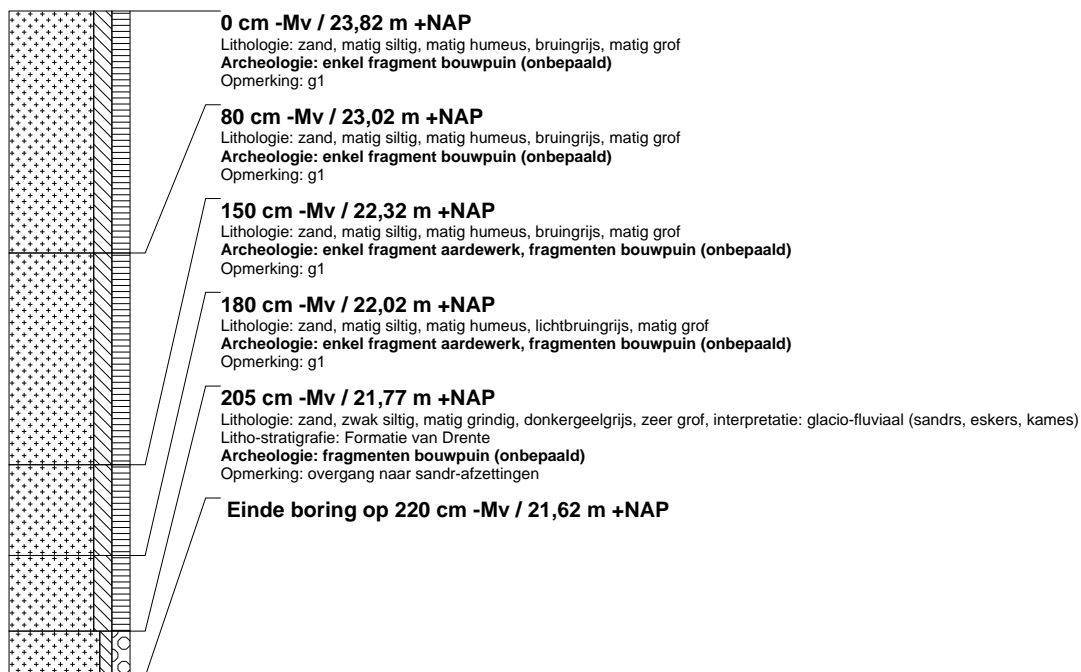 0 cm -Mv / 23,82 m +NAP
Lithologie: zand, matig siltig, matig humeus, bruingrijs, matig grof
Archeologie: enkel fragment bouwpuin (onbepaald)
Opmerking: g1
80 cm -Mv / 23,02 m +NAP
Lithologie: zand, matig siltig, matig humeus, bruingrijs, matig grof
Archeologie: enkel fragment bouwpuin (onbepaald)
Opmerking: g1
150 cm -Mv / 22,32 m +NAP
Lithologie: zand, matig siltig, matig humeus, bruingrijs, matig grof
Archeologie: enkel fragment aardewerk, fragmenten bouwpuin (onbepaald)
Opmerking: g1
180 cm -Mv / 22,02 m +NAP
Lithologie: zand, matig siltig, matig humeus, lichtbruingrijs, matig grof
Archeologie: enkel fragment aardewerk, fragmenten bouwpuin (onbepaald)
Opmerking: g1
205 cm -Mv / 21,77 m +NAP
Lithologie: zand, zwak siltig, matig grindig, donkergeelgrijs, zeer grof, interpretatie: glacio-fluviaal (sandrs, eskers, kames)
Litho-stratigrafie: Formatie van Drente
Archeologie: fragmenten bouwpuin (onbepaald)
Opmerking: overgang naar sandr-afzettingen
Einde boring op 220 cm -Mv / 21,62 m +NAP